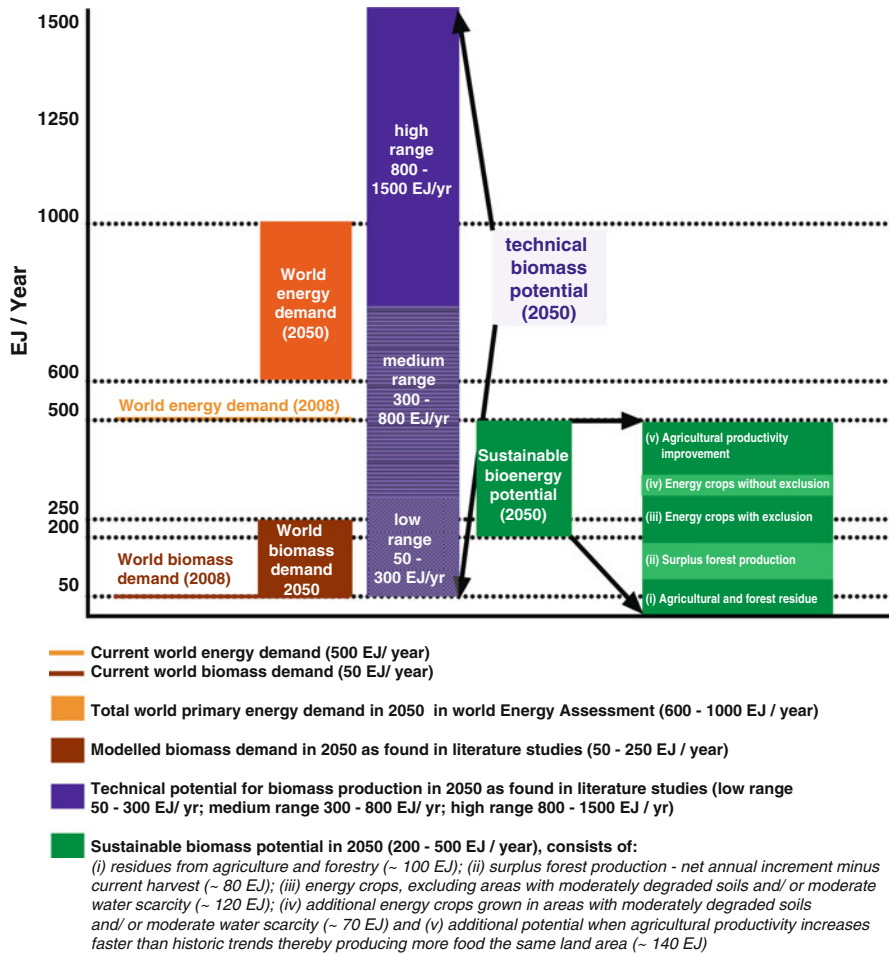 1500
1250
1000
600
500
250
200
50
EJ / Year
World
energy
demand
(2050)
World energy demand (2008)
World biomass
demand (2008)
World
biomass
demand
2050
high
range
800 -
1500 EJ/yr
medium
range
300 -
- 800 EJ/yr
low
range
50 -
- 300 EJ/yr
technical
biomass
potential
(2050)
Sustainable
bioenergy
potential
(2050)
(v) Agricultural productivity
improvement
(iv) Energy crops without exclusion
(iii) Energy crops with exclusion
(ii) Surplus forest production
(i) Agricultural and forest residue
Current world energy demand (500 EJ/ year)
Current world biomass demand (50 EJ/ year)
Total world primary energy demand in 2050 in world Energy Assessment (600 - 1000 EJ / year)
Modelled biomass demand in 2050 as found in literature studies (50 - 250 EJ / year)
Technical potential for biomass production in 2050 as found in literature studies (low range
50 - 300 EJ/ yr; medium range 300 - 800 EJ/ yr; high range 800 - 1500 EJ / yr)
Sustainable biomass potential in 2050 (200 - 500 EJ / year), consists of:
(i) residues from agriculture and forestry (~ 100 EJ); (ii) surplus forest production - net annual increment minus
current harvest (~ 80 EJ); (iii) energy crops, excluding areas with moderately degraded soils and/ or moderate
water scarcity (~ 120 EJ); (iv) additional energy crops grown in areas with moderately degraded soils
and/ or moderate water scarcity (~ 70 EJ) and (v) additional potential when agricultural productivity increases
faster than historic trends thereby producing more food the same land area (~ 140 EJ)